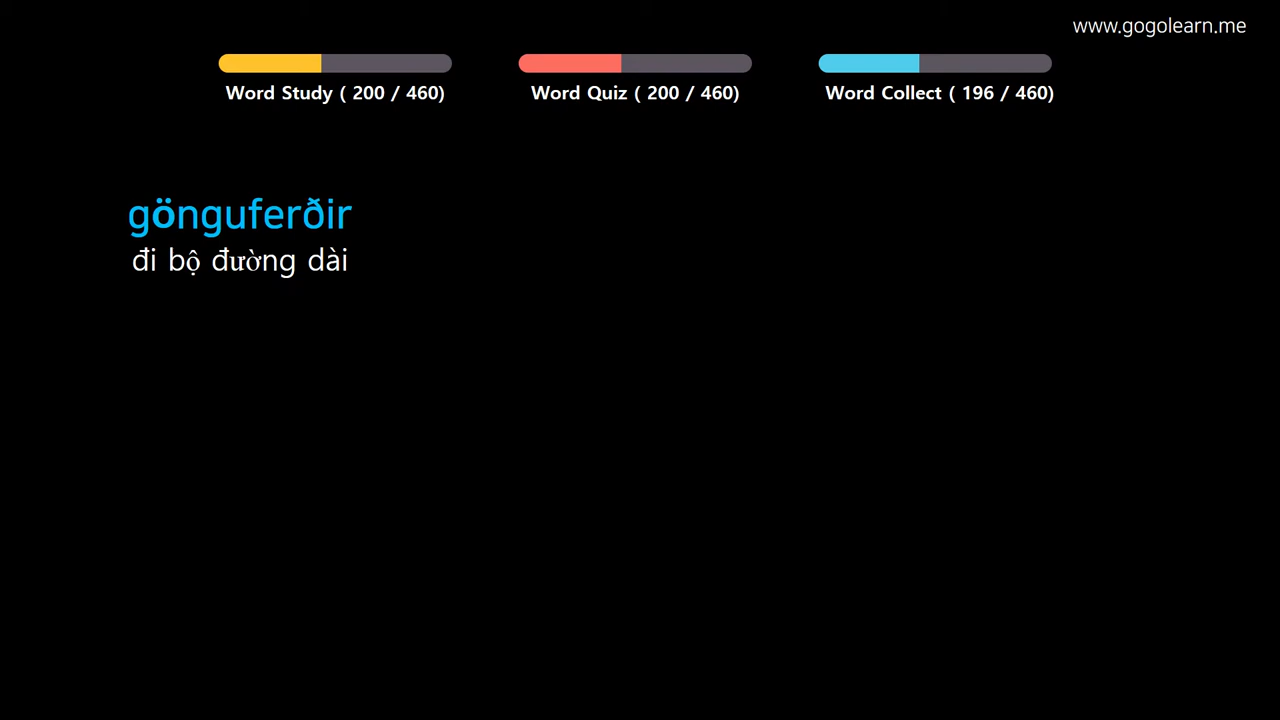 www.gogolearn.me
Word Study ( 200 / 460)
Word Quiz ( 200 / 460)
Word Collect ( 196 / 460)
gönguferðir
đi bộ đường dài